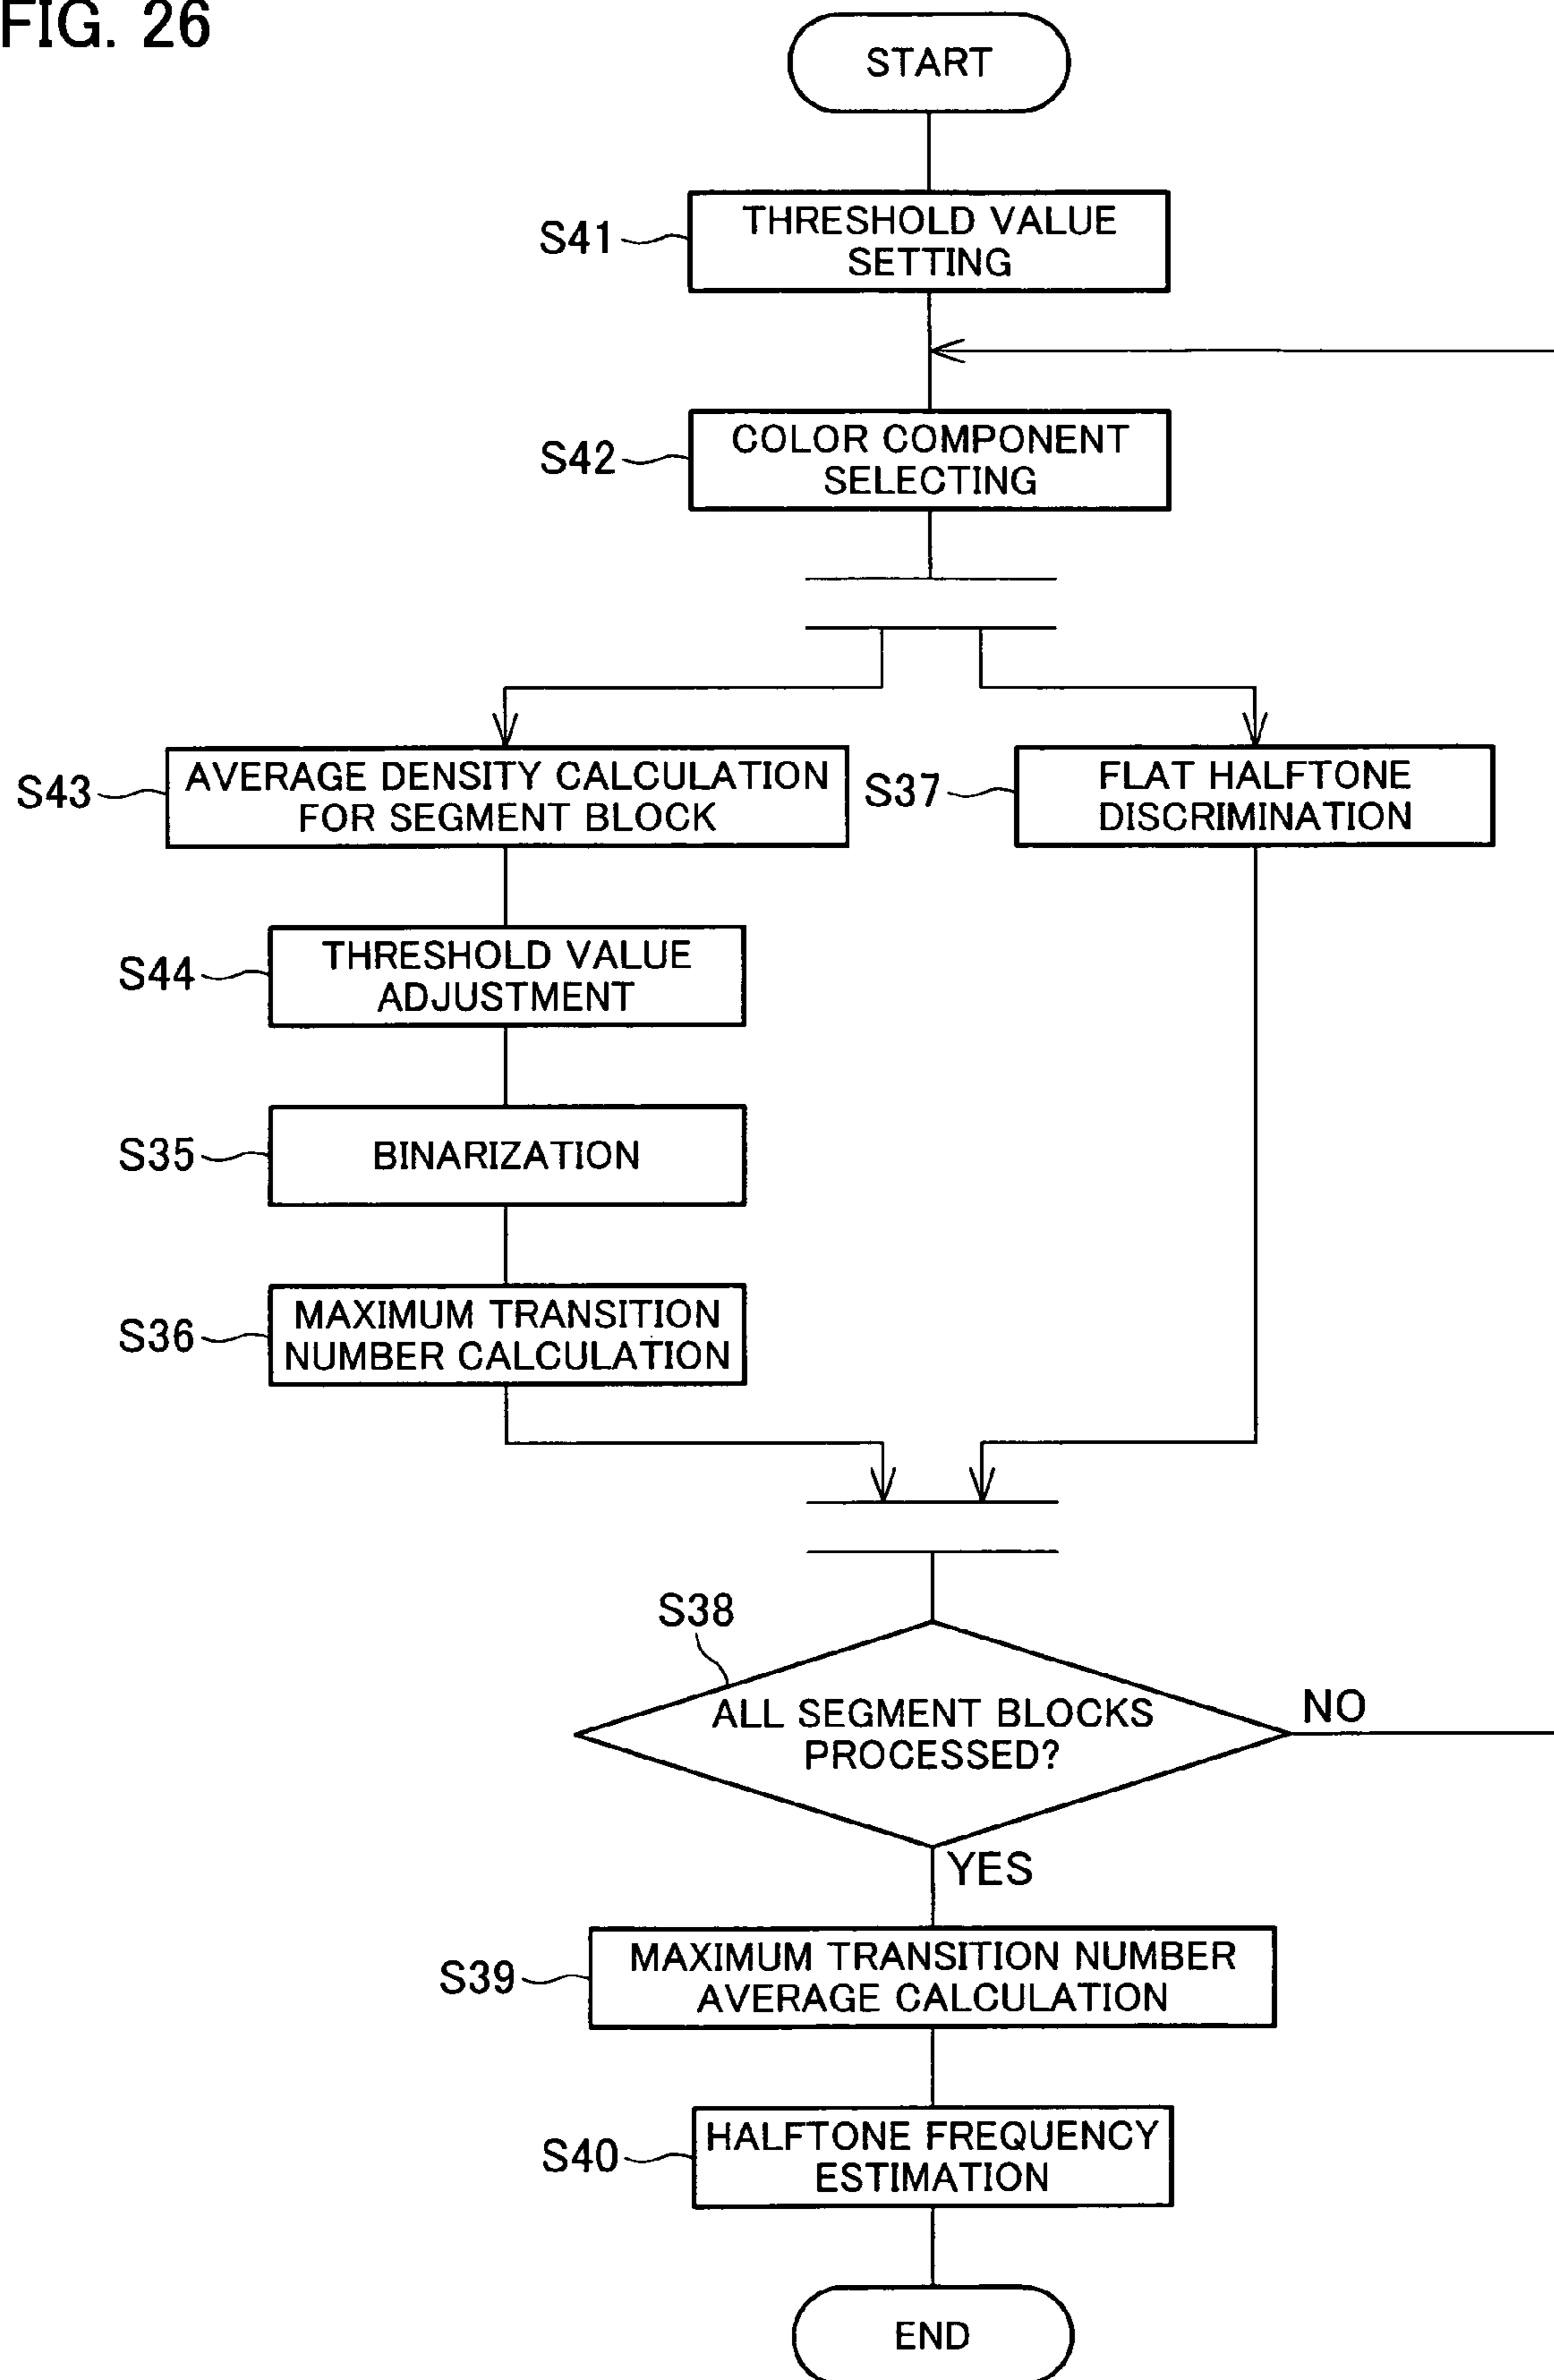 FIG. 26
START
S41
THRESHOLD VALUE
SETTING
S42
COLOR COMPONENT
SELECTING
S43
AVERAGE DENSITY CALCULATION
FOR SEGMENT BLOCK
S37
FLAT HALFTONE
DISCRIMINATION
S44
THRESHOLD VALUE
ADJUSTMENT
S35
BINARIZATION
S36
MAXIMUM TRANSITION
NUMBER CALCULATION
S38
ALL SEGMENT BLOCKS
PROCESSED?
NO
YES
S39
MAXIMUM TRANSITION NUMBER
AVERAGE CALCULATION
S40
HALFTONE FREQUENCY
ESTIMATION
END